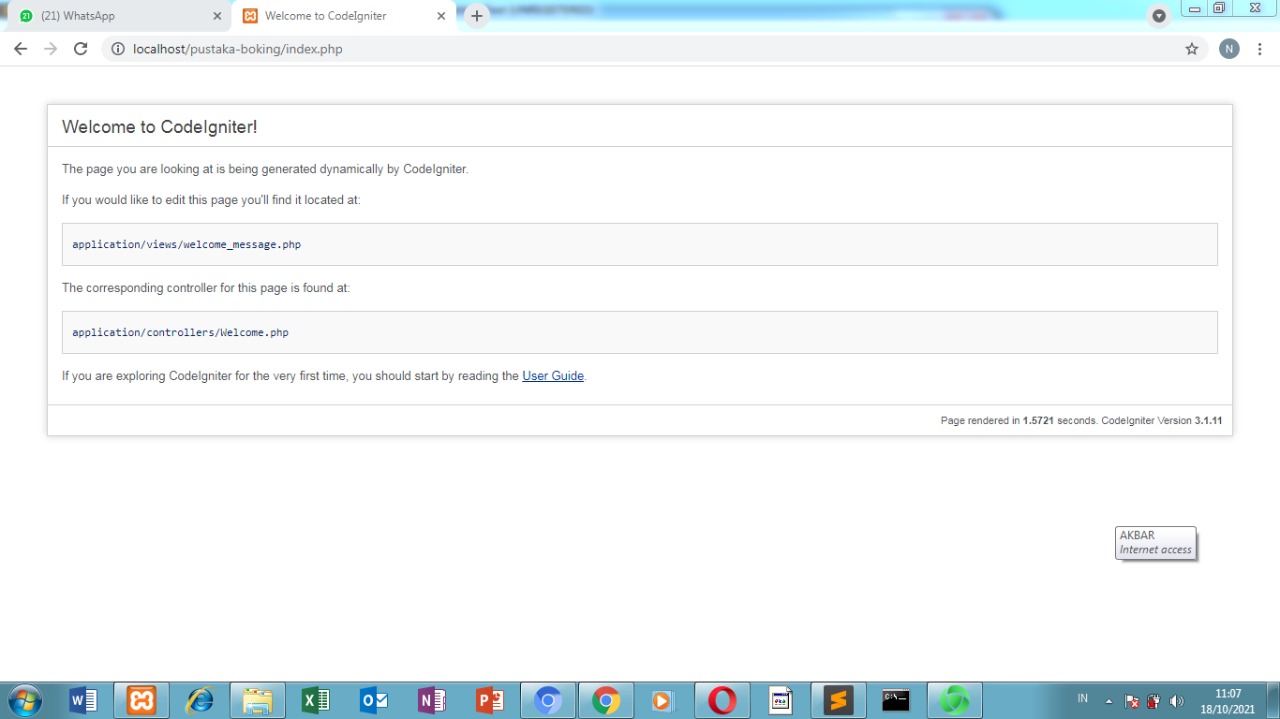 (21) WhatsApp
Welcome to CodeIgniter
localhost/pustaka-boking/index.php
N
Welcome to CodeIgniter!
The page you are looking at is being generated dynamically by CodeIgniter.
If you would like to edit this page you'll find it located at:
application/views/welcome_message.php
The corresponding controller for this page is found at:
application/controllers/Welcome.php
If you are exploring CodeIgniter for the very first time, you should start by reading the User Guide.
Page rendered in 1.5721 seconds. CodeIgniter Version 3.1.11
AKBAR
Internet access
IN
11:07
18/10/2021